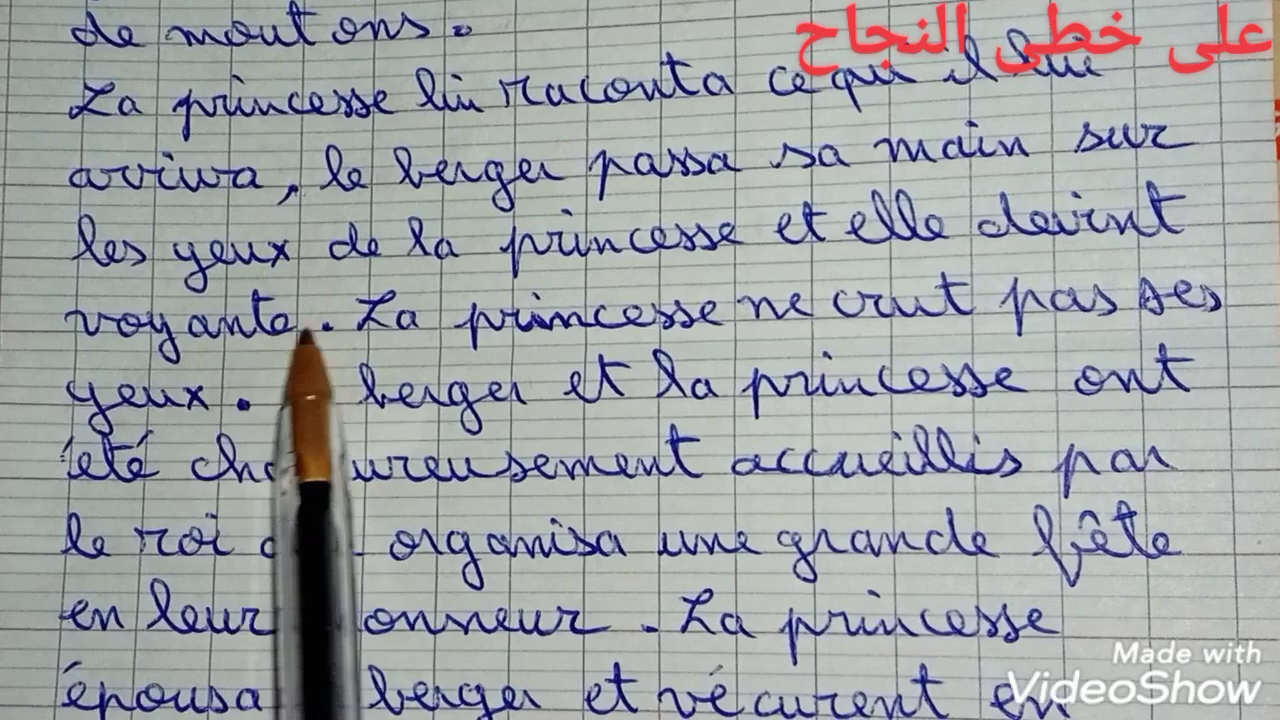 de moutons.
على خطى النجاح
La princesse lui raconta ce qui il lui
arriva, le berger passa sa main sur
les yeux de la princesse et elle devint
voyante. La princesse ne crut pas ses
yeux. berger et la princesse ont
été accueillis par
le roi organisa une grande fête
en leur. La princesse
épousa berger et vécurent en
Made with
VideoShow